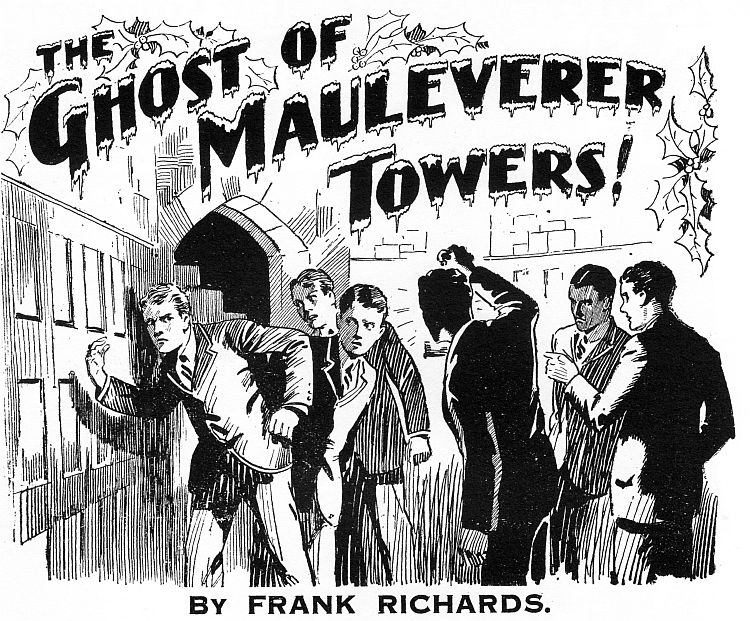 THE
GHOST OF
MAULEVERER
TOWERS!
BY FRANK RICHARDS.